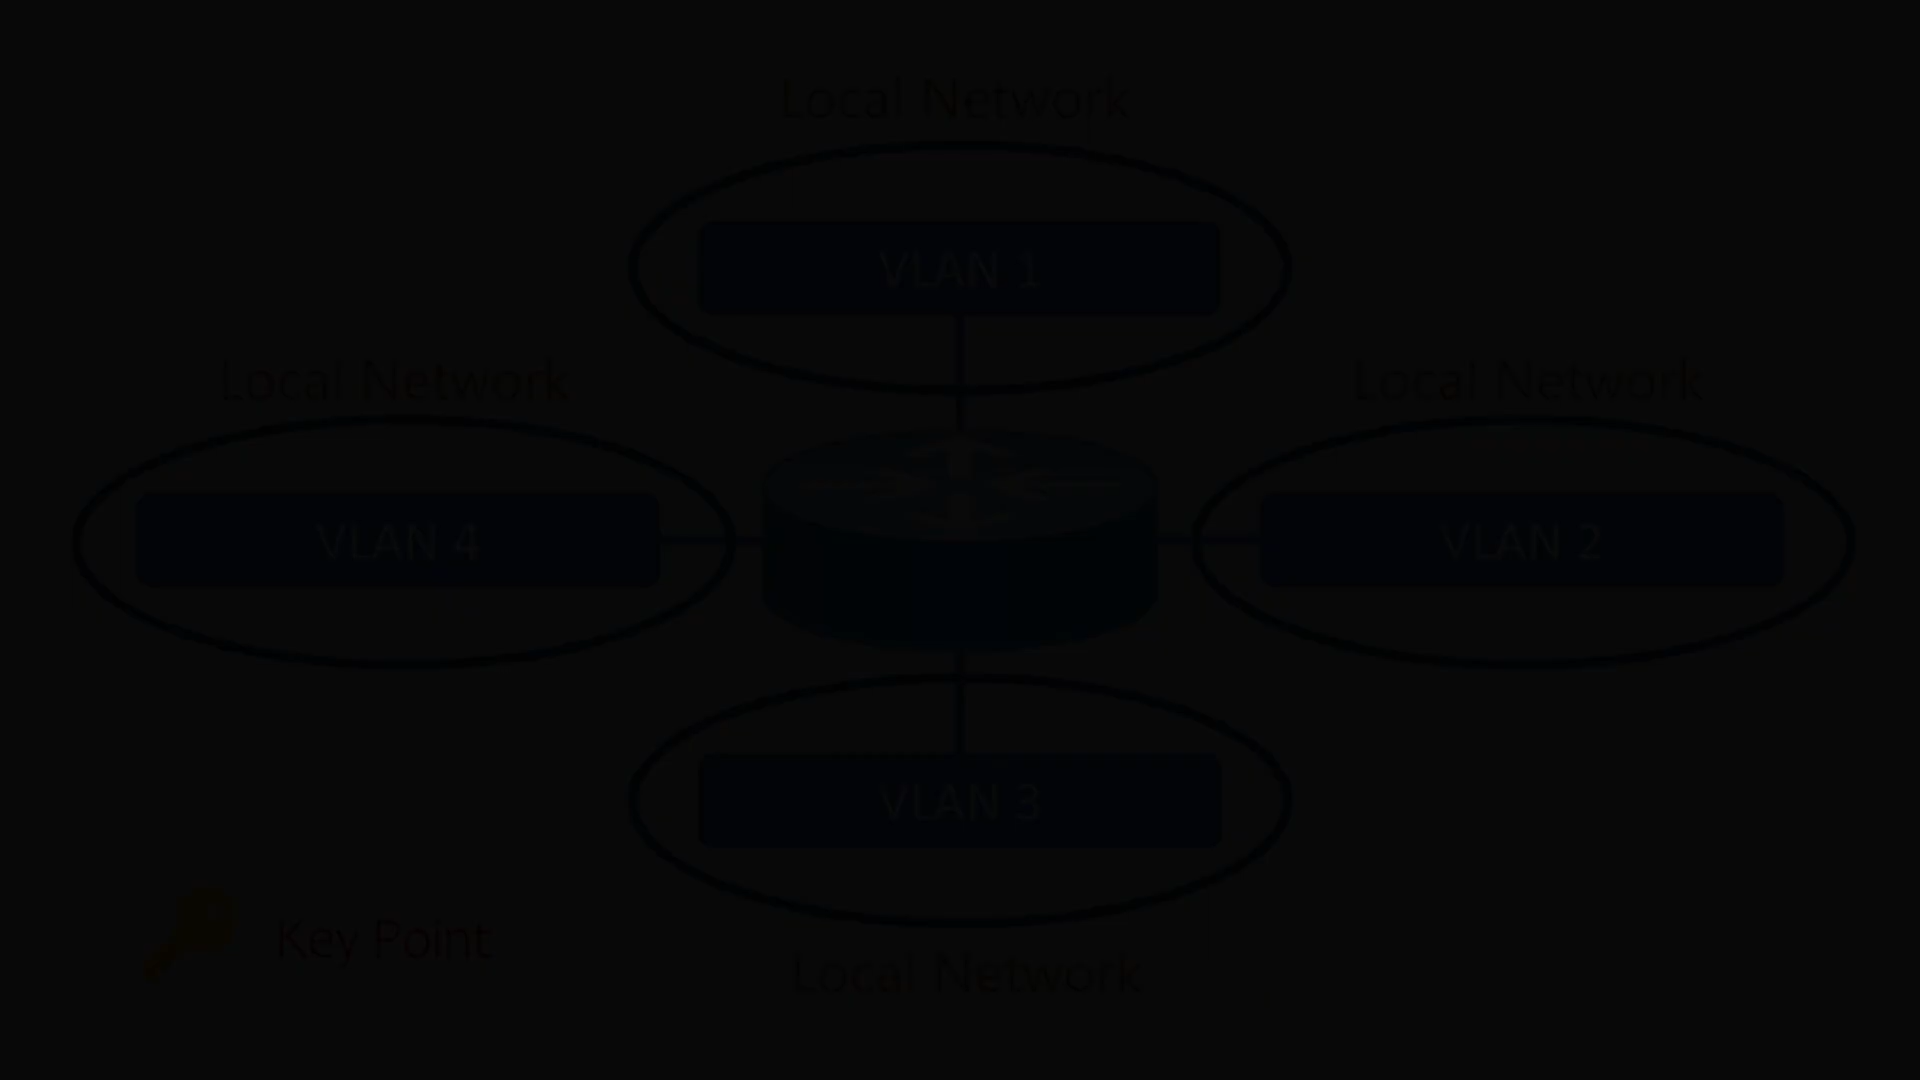 Local Network
VLAN 1
Local Network
Local Network
VLAN 4
VLAN 2
VLAN 3
Key Point
Local Network